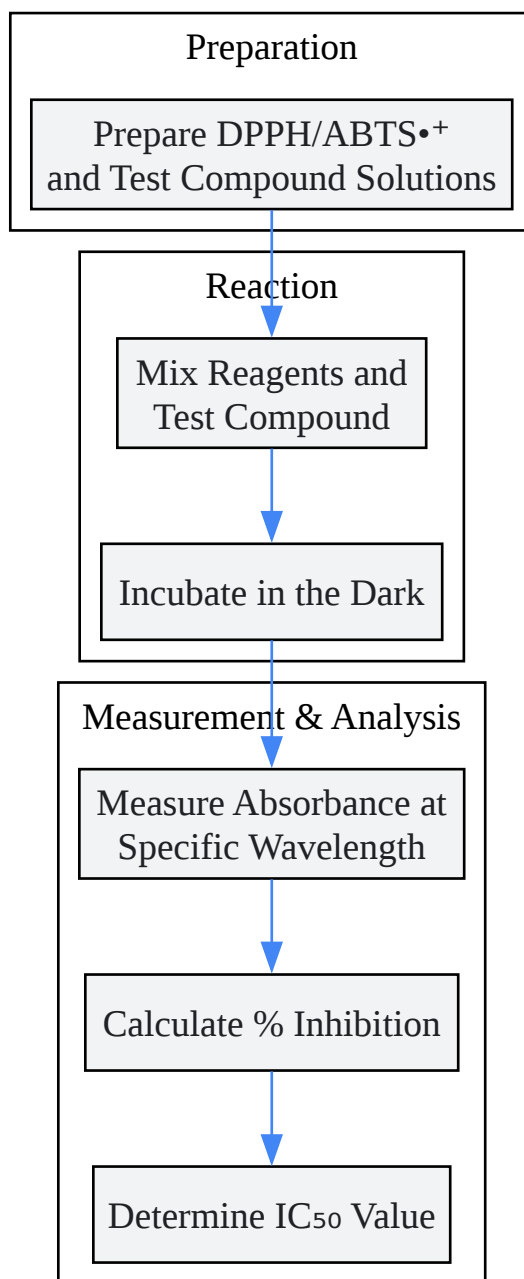 Preparation
Prepare DPPH/ABTS•⁺
and Test Compound Solutions
Reaction
Mix Reagents and
Test Compound
Incubate in the Dark
Measurement & Analysis
Measure Absorbance at
Specific Wavelength
Calculate % Inhibition
Determine IC₅₀ Value